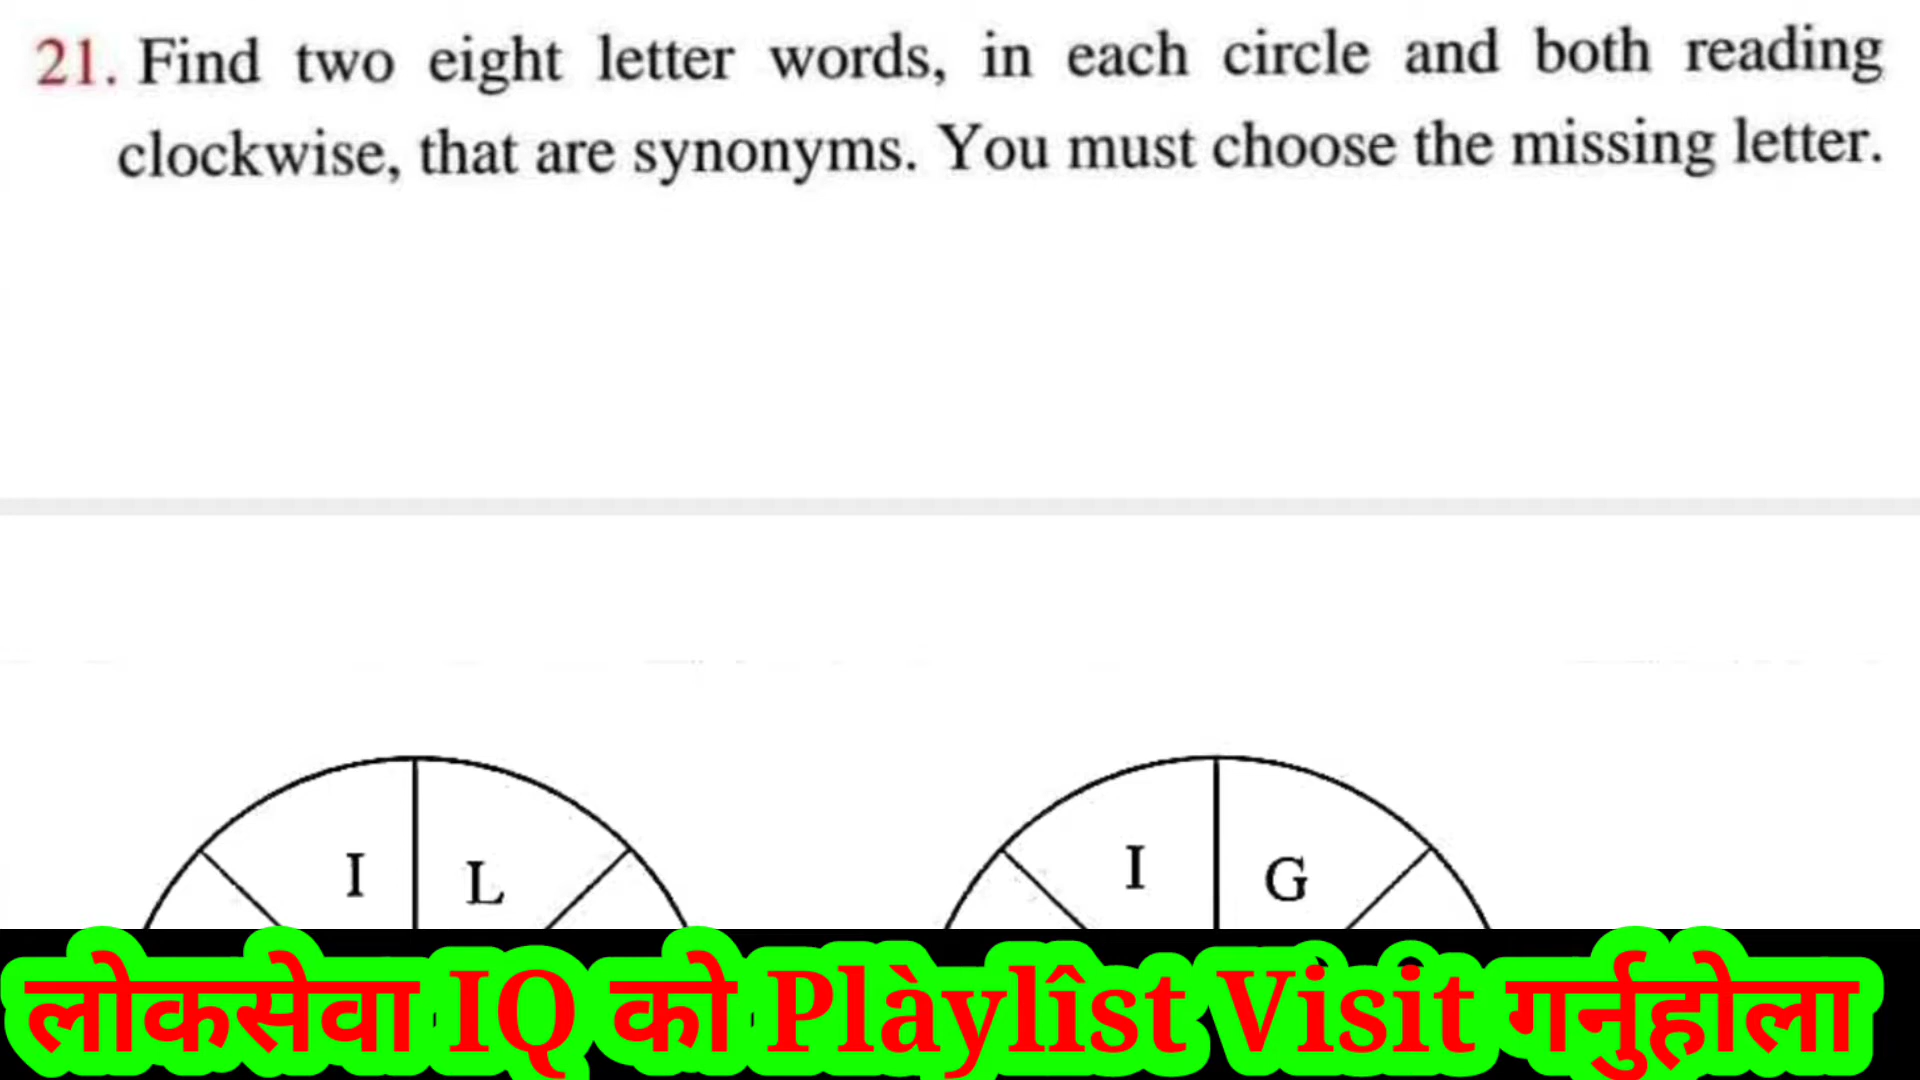 21. Find two eight letter words, in each circle and both reading
clockwise, that are synonyms. You must choose the missing letter.
I L
I G
लोकसेवा IQ को Plàylîst Visit गर्नुहोला